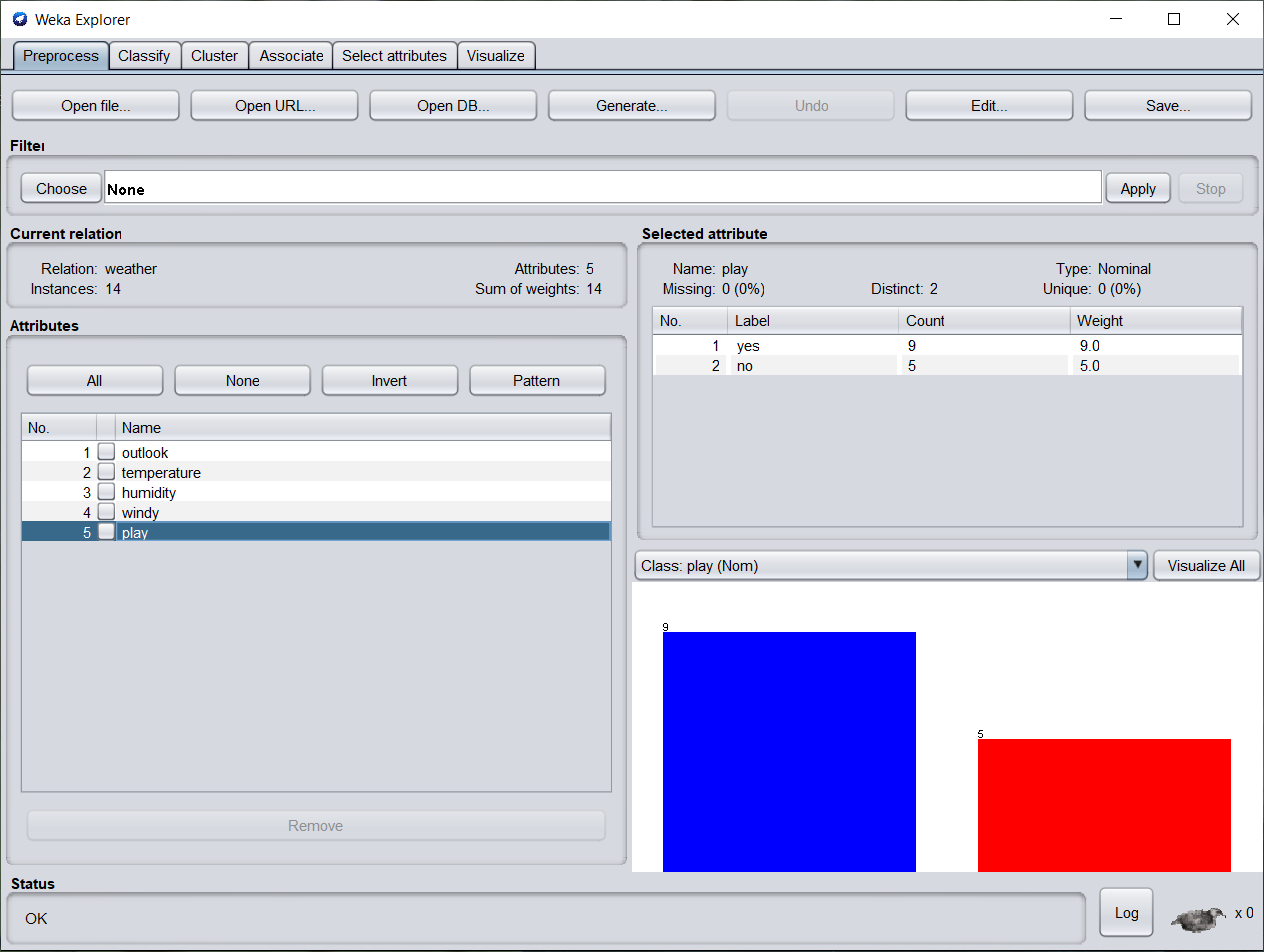 Weka Explorer
Preprocess Classify Cluster Associate Select attributes Visualize
Open file... Open URL... Open DB... Generate... Undo Edit... Save...
Filter
Choose None Apply Stop
Current relation
Relation: weather Attributes: 5
Instances: 14 Sum of weights: 14
Attributes
All None Invert Pattern
No. Name
1 outlook
2 temperature
3 humidity
4 windy
5 play
Remove
Selected attribute
Name: play Type: Nominal
Missing: 0 (0%) Distinct: 2 Unique: 0 (0%)
No. Label Count Weight
1 yes 9 9.0
2 no 5 5.0
Class: play (Nom) Visualize All
9
5
Status
OK Log x 0